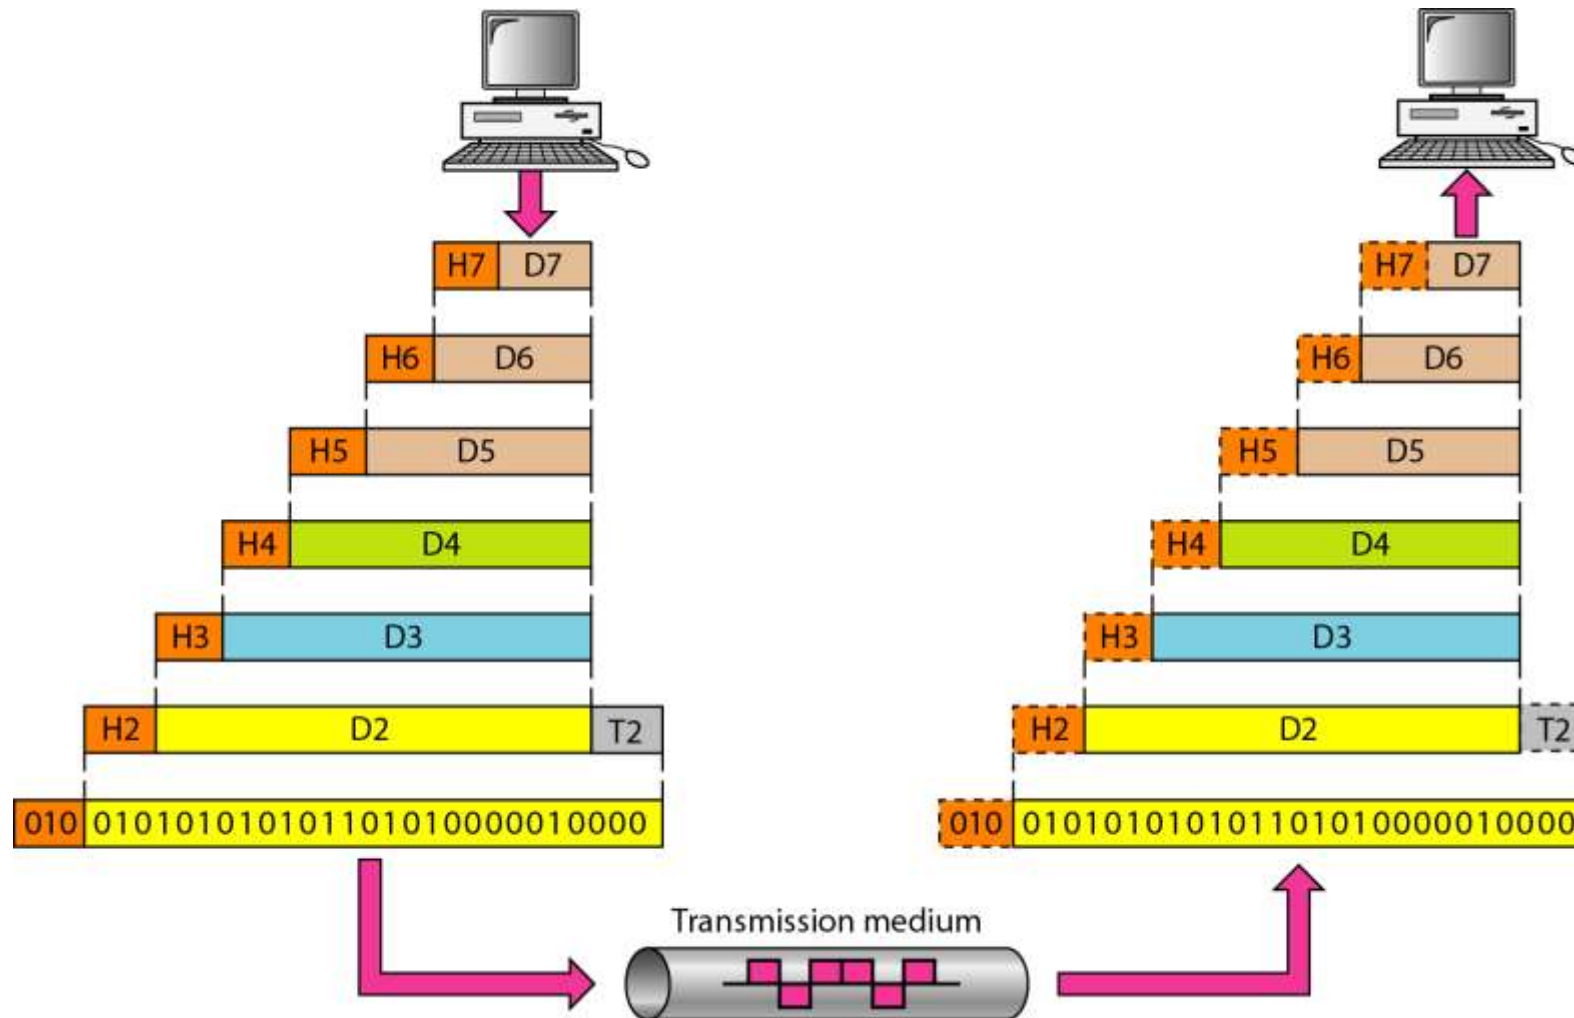 H7 D7 H7 D7
H6 D6 H6 D6
H5 D5 H5 D5
H4 D4 H4 D4
H3 D3 H3 D3
H2 D2 T2 H2 D2 T2
010 010101010101101010000010000 010 010101010101101010000010000
Transmission medium